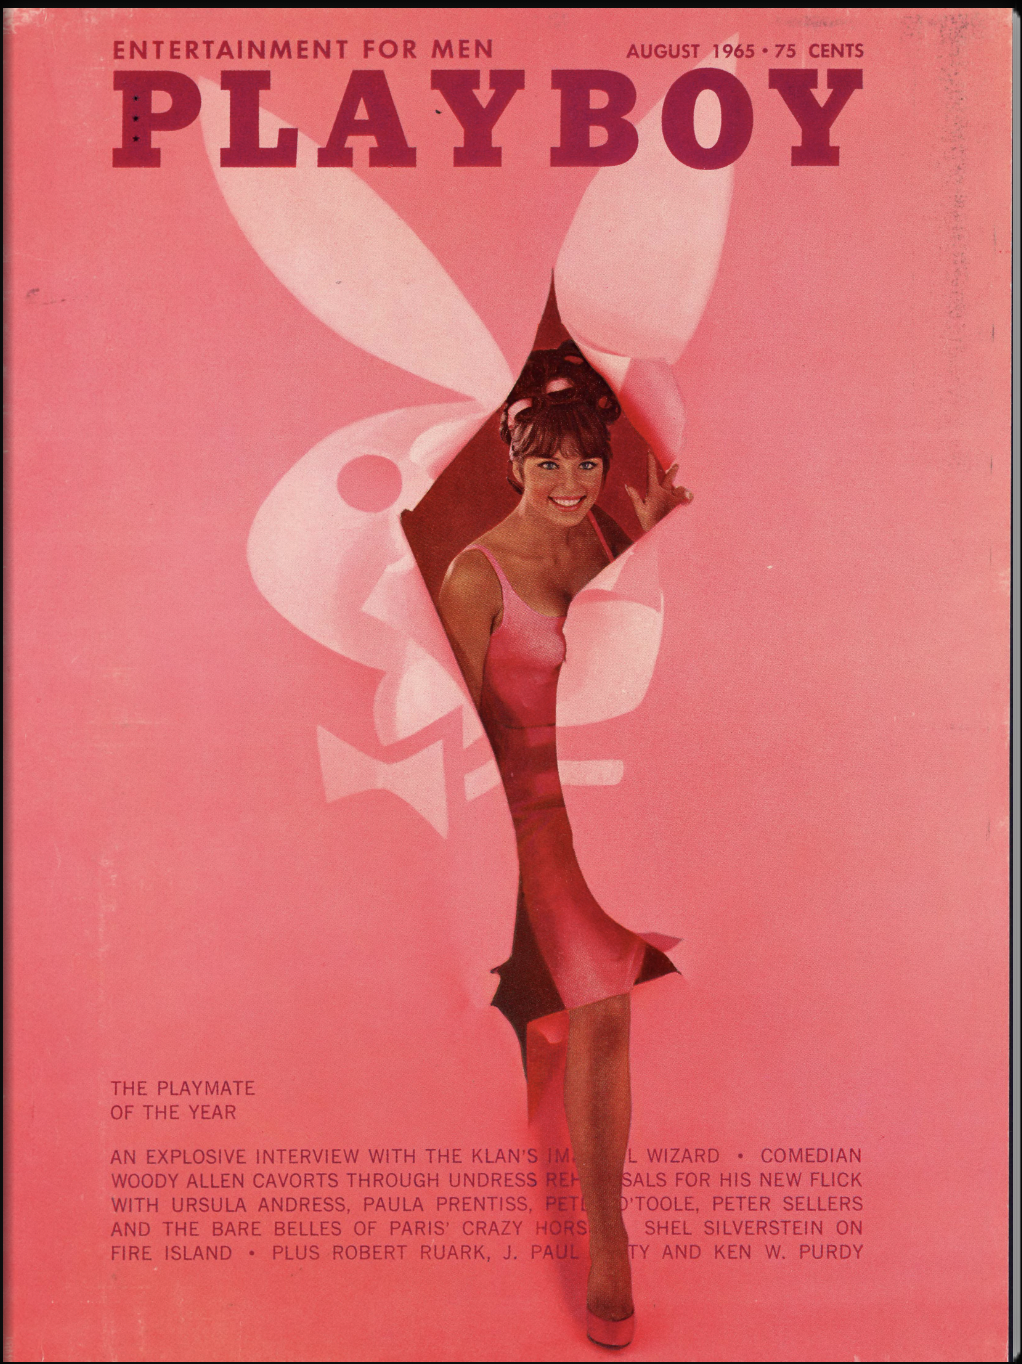 ENTERTAINMENT FOR MEN
AUGUST 1965 • 75 CENTS
PLAYBOY
THE PLAYMATE
OF THE YEAR
AN EXPLOSIVE INTERVIEW WITH THE KLAN'S WIZARD • COMEDIAN
WOODY ALLEN CAVORTS THROUGH UNDRESS FOR HIS NEW FLICK
WITH URSULA ANDRESS, PAULA PRENTISS, O'TOOLE, PETER SELLERS
AND THE BARE BELLES OF PARIS' CRAZY SHEL SILVERSTEIN ON
FIRE ISLAND • PLUS ROBERT RUARK, J. PAUL AND KEN W. PURDY